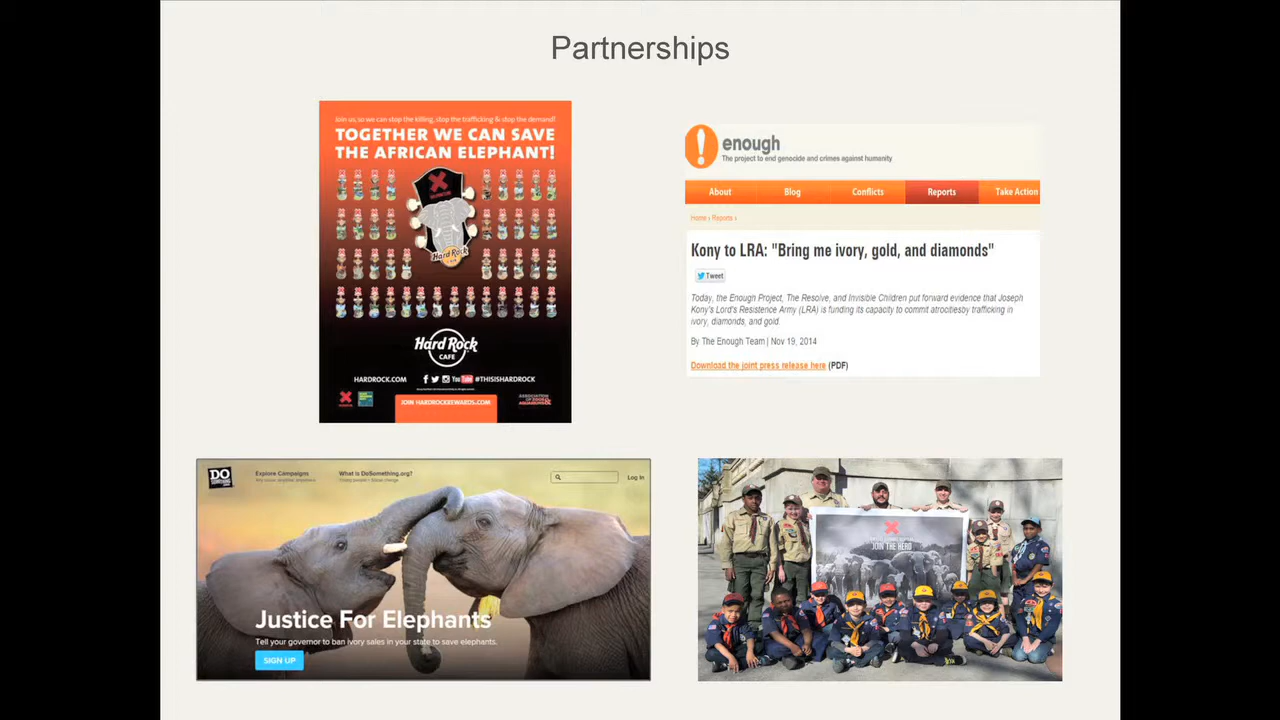 Partnerships
Join us, so we can stop the killing, stop the trafficking & stop the demand!
TOGETHER WE CAN SAVE
THE AFRICAN ELEPHANT!
Hard Rock
Hard Rock
CAFE
HARDROCK.COM
You Tube
#THISISHARDROCK
JOIN HARDROCKREWARDS.COM
ASSOCIATION
OF ZOOS &
AQUARIUMS
enough
The project to end genocide and crimes against humanity
About Blog Conflicts Reports Take Action
Home › Reports ›
Kony to LRA: "Bring me ivory, gold, and diamonds"
Tweet
Today, the Enough Project, The Resolve, and Invisible Children put forward evidence that Joseph
Kony's Lord's Resistence Army (LRA) is funding its capacity to commit atrocitiesby trafficking in
ivory, diamonds, and gold.
By The Enough Team | Nov 19, 2014
Download the joint press release here (PDF)
DO
SOMETHING
Explore Campaigns
What is DoSomething.org?
Log In
Justice For Elephants
Tell your governor to ban ivory sales in your state to save elephants.
SIGN UP
JOIN THE HERD